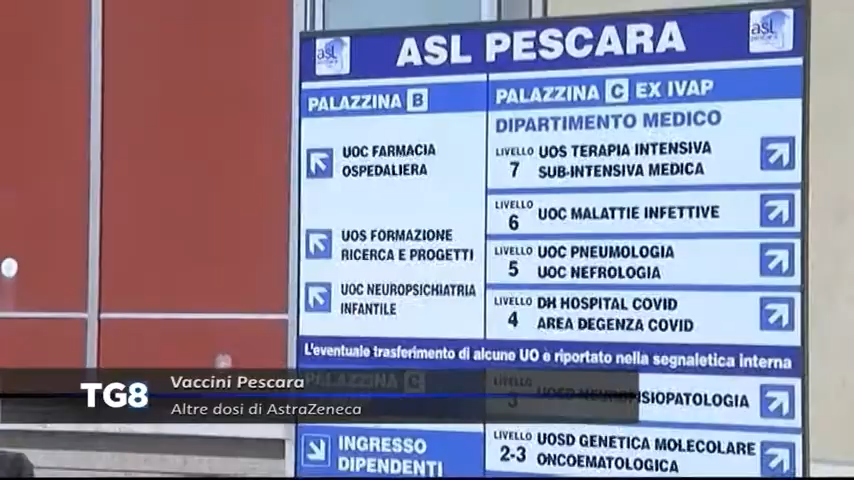 asl
ASL PESCARA
asl
PALAZZINA B
UOC FARMACIA
OSPEDALIERA
UOS FORMAZIONE
RICERCA E PROGETTI
UOC NEUROPSICHIATRIA
INFANTILE
PALAZZINA C EX IVAP
DIPARTIMENTO MEDICO
LIVELLO 7 UOS TERAPIA INTENSIVA
SUB-INTENSIVA MEDICA
LIVELLO 6 UOC MALATTIE INFETTIVE
LIVELLO 5 UOC PNEUMOLOGIA
UOC NEFROLOGIA
LIVELLO 4 DH HOSPITAL COVID
AREA DEGENZA COVID
L'eventuale trasferimento di alcune UO è riportato nella segnaletica interna
PALAZZINA C
LIVELLO 3 UOSD NEUROFISIOPATOLOGIA
INGRESSO
DIPENDENTI
LIVELLO 2-3 UOSD GENETICA MOLECOLARE
ONCOEMATOLOGICA
TG8
Vaccini Pescara
Altre dosi di AstraZeneca